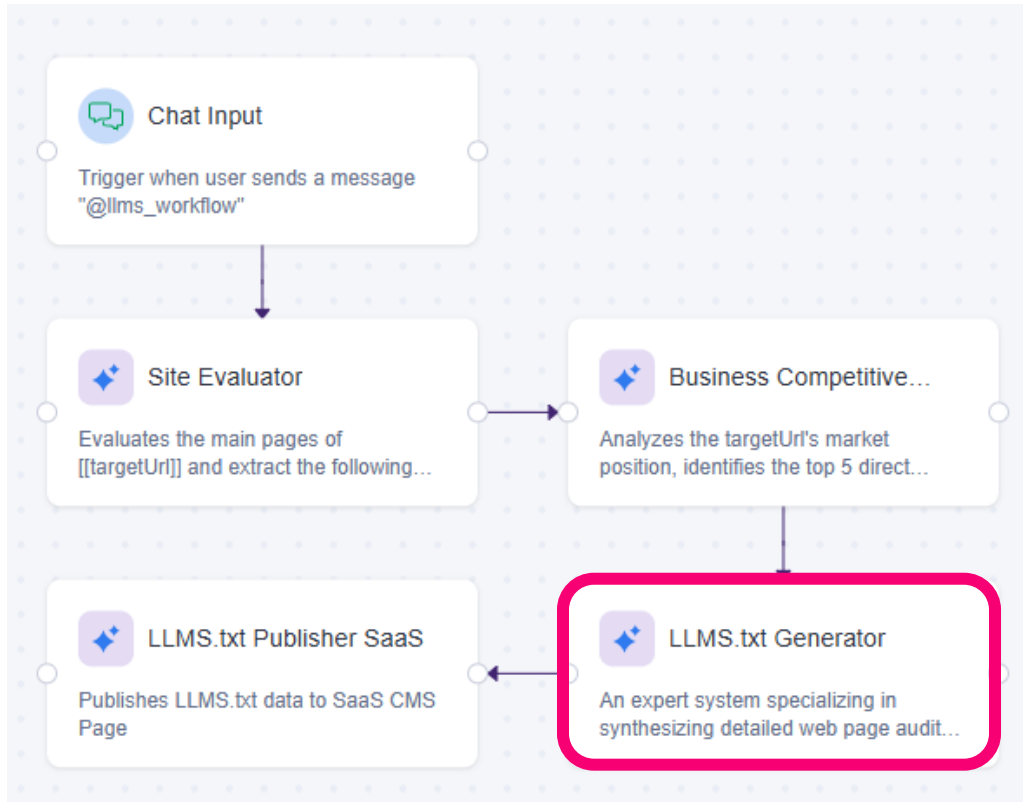 Chat Input
Trigger when user sends a message
"@llms_workflow"
Site Evaluator
Evaluates the main pages of
[[targetUrl]] and extract the following...
Business Competitive...
Analyzes the targetUrl's market
position, identifies the top 5 direct...
LLMS.txt Publisher SaaS
Publishes LLMS.txt data to SaaS CMS
Page
LLMS.txt Generator
An expert system specializing in
synthesizing detailed web page audit...